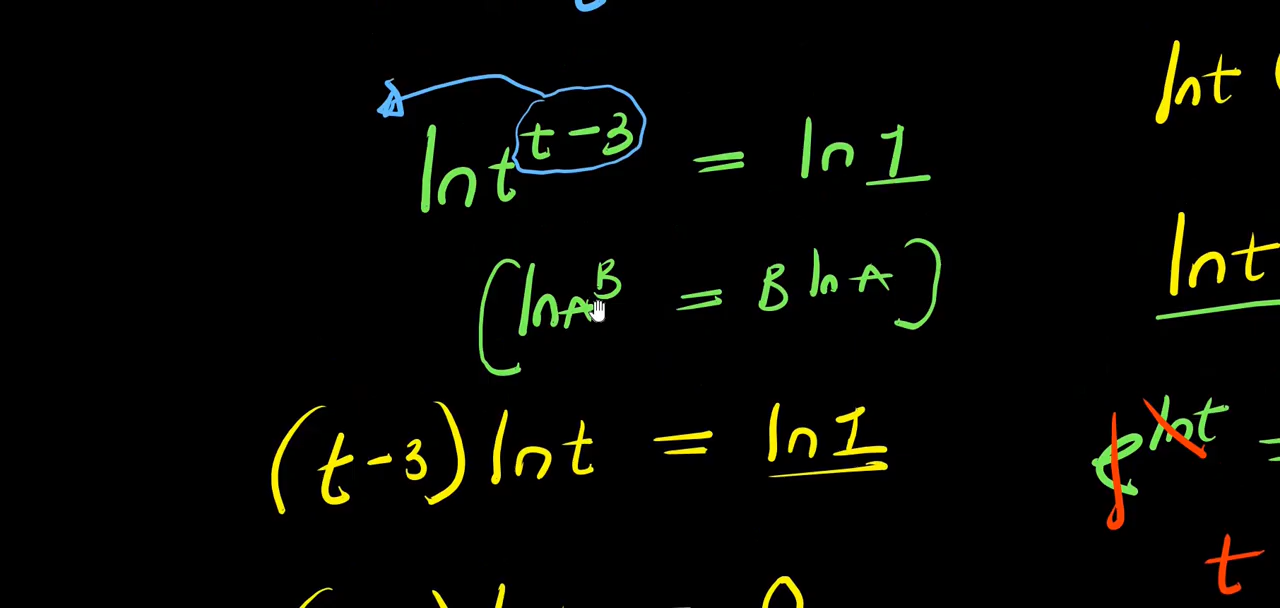 ln t^(t-3) = ln 1
(ln A^B = B ln A)
(t-3) ln t = ln 1
ln t
ln t
e^(ln t) =
t